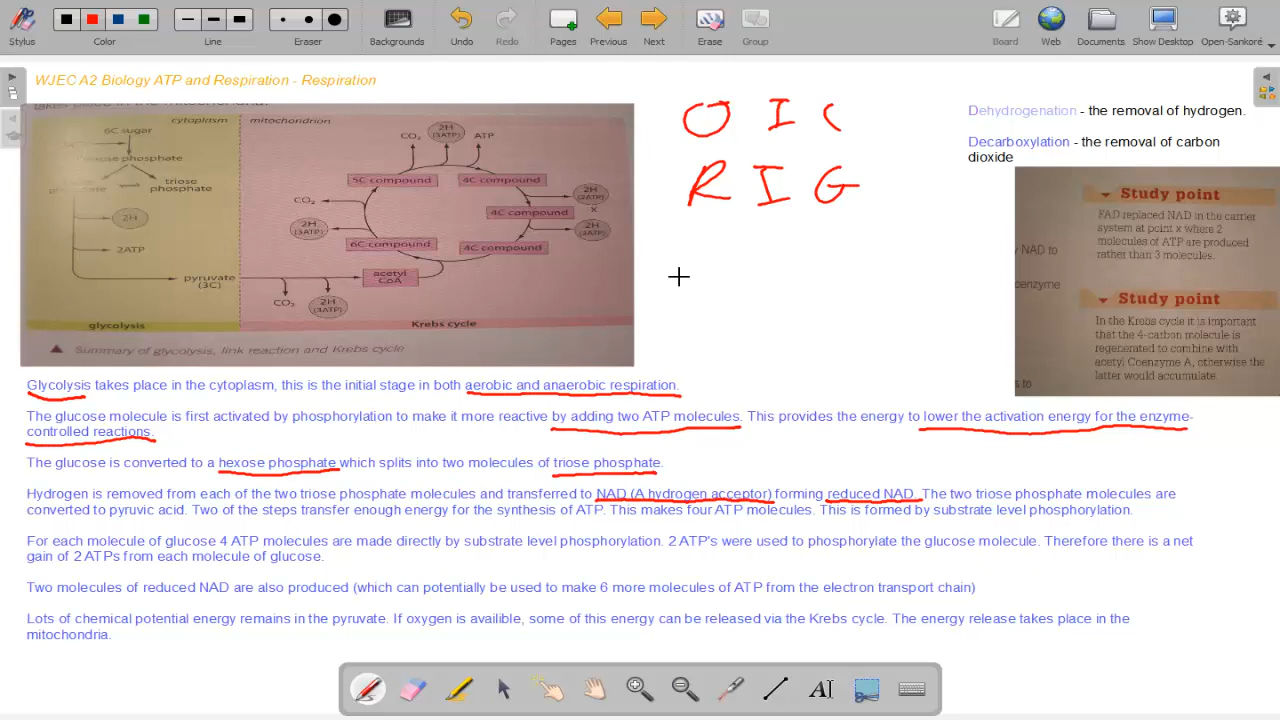 Stylus
Color
Line
Eraser
Backgrounds
Undo
Redo
Pages
Previous
Next
Erase
Group
Board
Web
Documents
Show Desktop
Open-Sankoré
WJEC A2 Biology ATP and Respiration - Respiration
cytoplasm
mitochondrion
6C sugar
phosphate
triose phosphate
2H
2ATP
pyruvate (3C)
glycolysis
CO₂
2H (3ATP)
ATP
5C compound
4C compound
CO₂
2H (2ATP)
X
4C compound
2H (3ATP)
2H (2ATP)
6C compound
4C compound
acetyl CoA
CO₂
2H (3ATP)
Krebs cycle
Summary of glycolysis, link reaction and Krebs cycle
O I
R I G
Dehydrogenation - the removal of hydrogen.
Decarboxylation - the removal of carbon
dioxide
Study point
FAD replaced NAD in the carrier
system at point x where 2
molecules of ATP are produced
rather than 3 molecules.
y NAD to
oenzyme
Study point
In the Krebs cycle it is important
that the 4-carbon molecule is
regenerated to combine with
acetyl Coenzyme A, otherwise the
latter would accumulate.
s to
Glycolysis takes place in the cytoplasm, this is the initial stage in both aerobic and anaerobic respiration.
The glucose molecule is first activated by phosphorylation to make it more reactive by adding two ATP molecules. This provides the energy to lower the activation energy for the enzyme-
controlled reactions.
The glucose is converted to a hexose phosphate which splits into two molecules of triose phosphate.
Hydrogen is removed from each of the two triose phosphate molecules and transferred to NAD (A hydrogen acceptor) forming reduced NAD. The two triose phosphate molecules are
converted to pyruvic acid. Two of the steps transfer enough energy for the synthesis of ATP. This makes four ATP molecules. This is formed by substrate level phosphorylation.
For each molecule of glucose 4 ATP molecules are made directly by substrate level phosphorylation. 2 ATP's were used to phosphorylate the glucose molecule. Therefore there is a net
gain of 2 ATPs from each molecule of glucose.
Two molecules of reduced NAD are also produced (which can potentially be used to make 6 more molecules of ATP from the electron transport chain)
Lots of chemical potential energy remains in the pyruvate. If oxygen is availible, some of this energy can be released via the Krebs cycle. The energy release takes place in the
mitochondria.